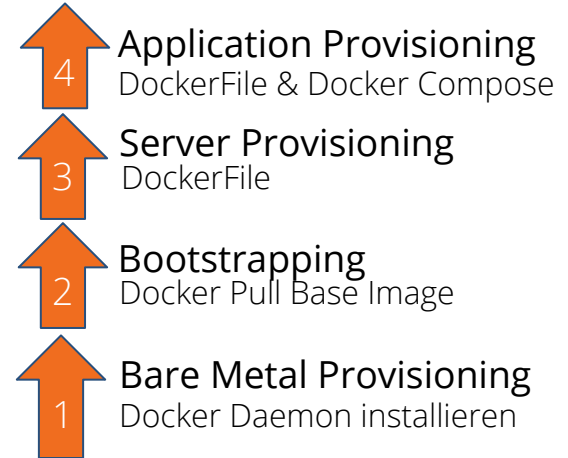 4
Application Provisioning
DockerFile & Docker Compose
3
Server Provisioning
DockerFile
2
Bootstrapping
Docker Pull Base Image
1
Bare Metal Provisioning
Docker Daemon installieren